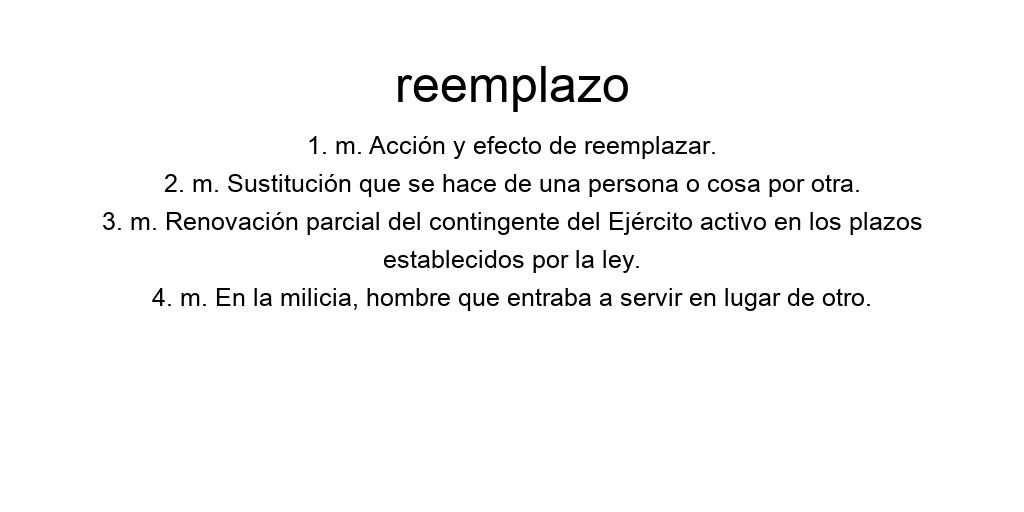 reemplazo
1. m. Acción y efecto de reemplazar.
2. m. Sustitución que se hace de una persona o cosa por otra.
3. m. Renovación parcial del contingente del Ejército activo en los plazos
establecidos por la ley.
4. m. En la milicia, hombre que entraba a servir en lugar de otro.